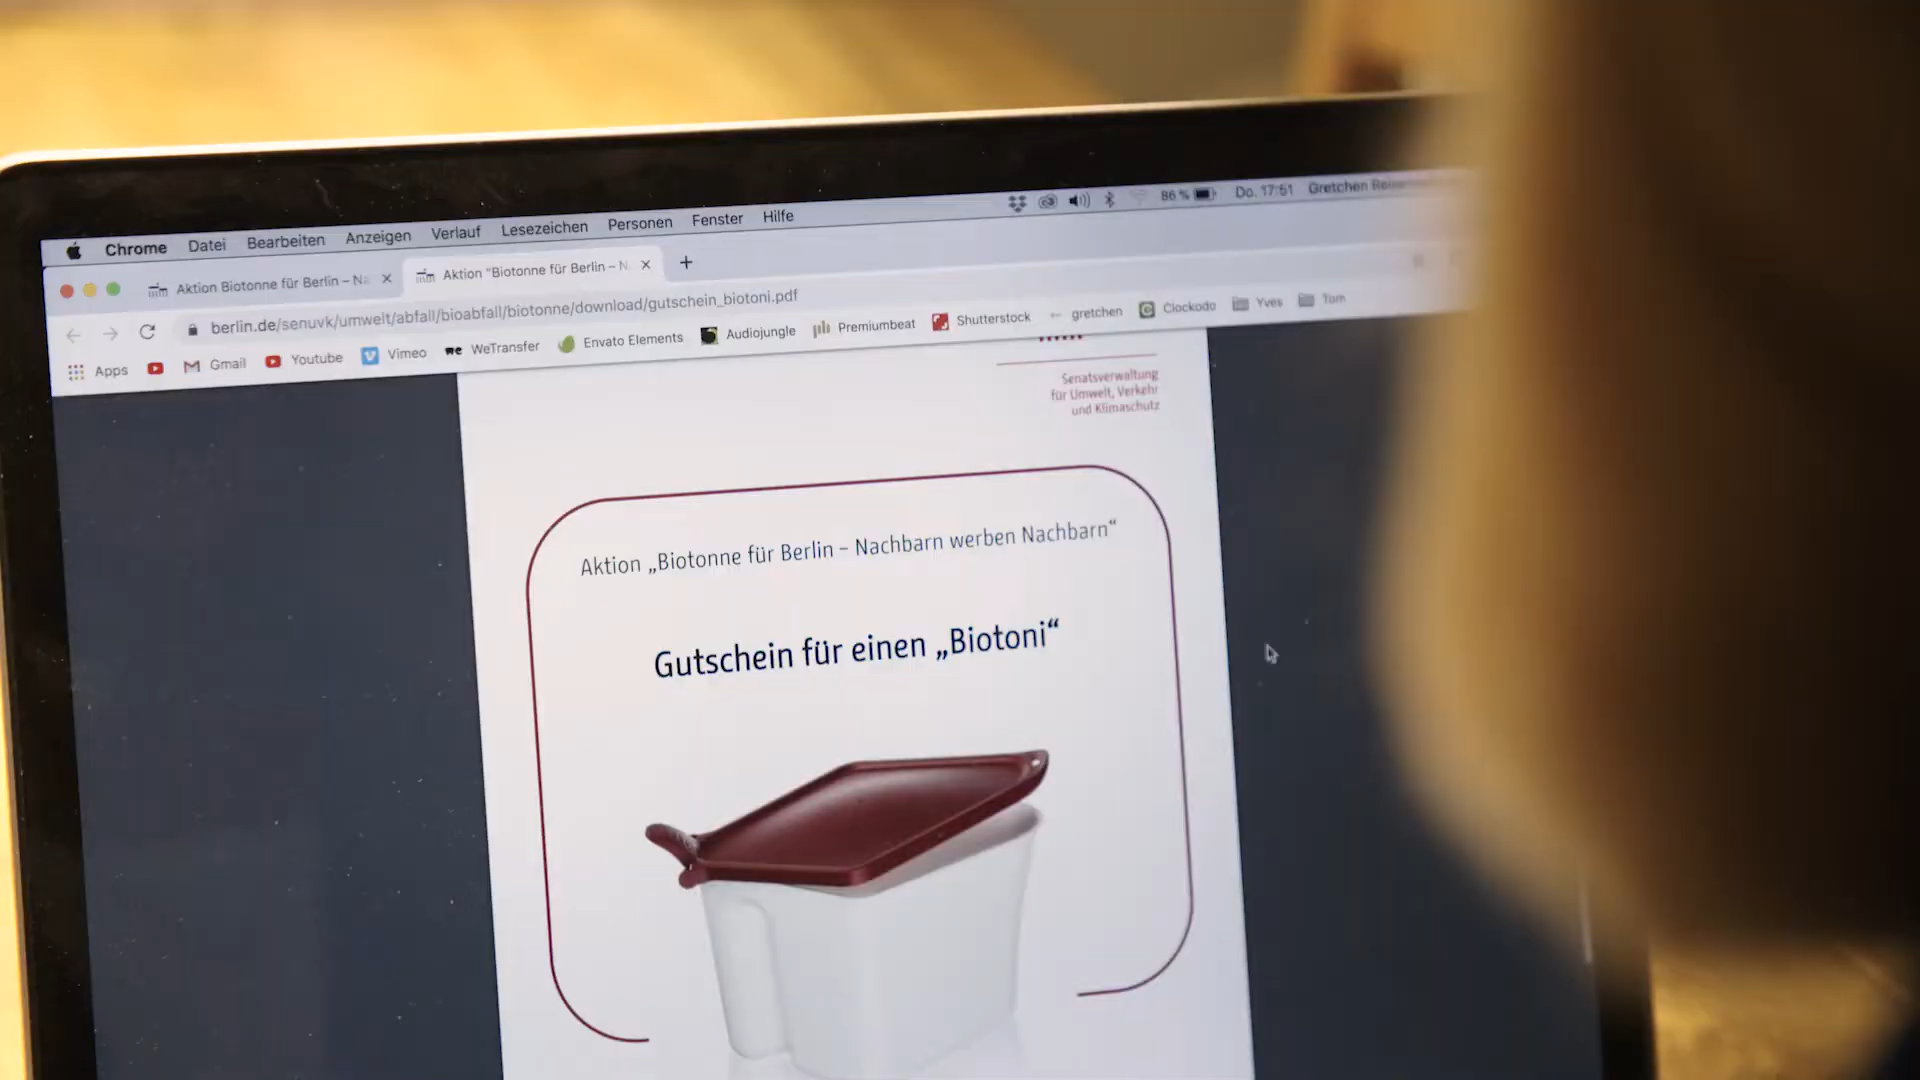 Chrome Datei Bearbeiten Anzeigen Verlauf Lesezeichen Personen Fenster Hilfe 86 % Do. 17:51 Gretchen
Aktion Biotonne für Berlin – Na Aktion "Biotonne für Berlin – N
berlin.de/senuvk/umwelt/abfall/bioabfall/biotonne/download/gutschein_biotoni.pdf
Apps Gmail Youtube Vimeo WeTransfer Envato Elements Audiojungle Premiumbeat Shutterstock gretchen Clockodo Yves Tom
Senatsverwaltung
für Umwelt, Verkehr
und Klimaschutz
Aktion „Biotonne für Berlin – Nachbarn werben Nachbarn“
Gutschein für einen „Biotoni“